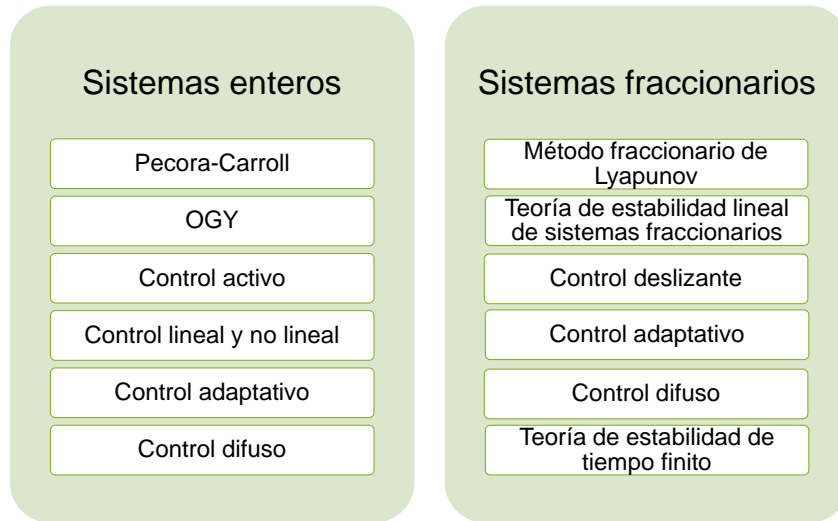 Sistemas enteros
Pecora-Carroll
OGY
Control activo
Control lineal y no lineal
Control adaptativo
Control difuso
Sistemas fraccionarios
Método fraccionario de
Lyapunov
Teoría de estabilidad lineal
de sistemas fraccionarios
Control deslizante
Control adaptativo
Control difuso
Teoría de estabilidad de
tiempo finito